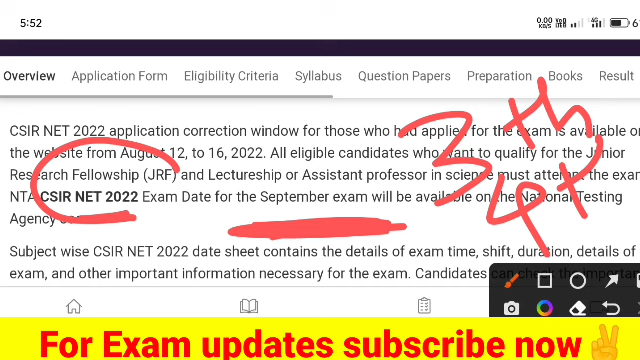 5:52
0.00 KB/S 4G 6
Overview Application Form Eligibility Criteria Syllabus Question Papers Preparation Books Result
CSIR NET 2022 application correction window for those who had applied for the exam is available on
the website from August 12, to 16, 2022. All eligible candidates who want to qualify for the Junior
Research Fellowship (JRF) and Lectureship or Assistant professor in science must attempt the exam
NTA CSIR NET 2022 Exam Date for the September exam will be available on the National Testing
Agency
3th
Subject wise CSIR NET 2022 date sheet contains the details of exam time, shift, duration, details of
exam, and other important information necessary for the exam. Candidates can check the important
For Exam updates subscribe now✌